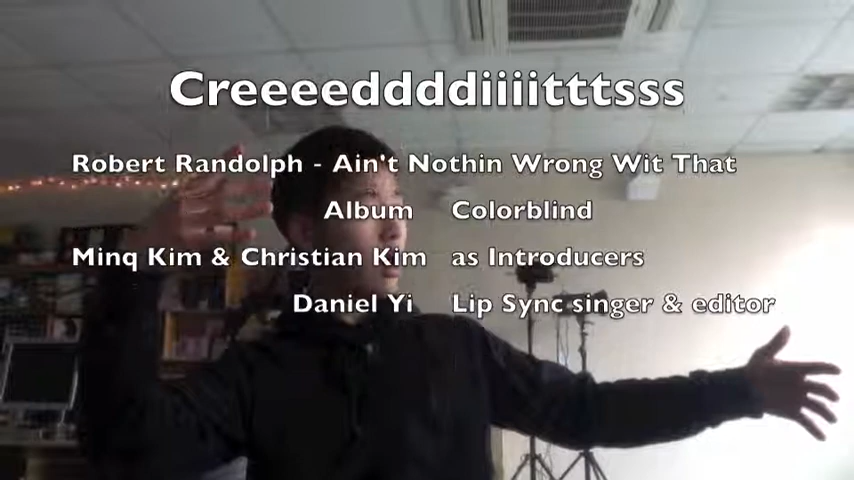 Creeeeddddiiiitttsss
Robert Randolph - Ain't Nothin Wrong Wit That
Album Colorblind
Minq Kim & Christian Kim as Introducers
Daniel Yi Lip Sync singer & editor